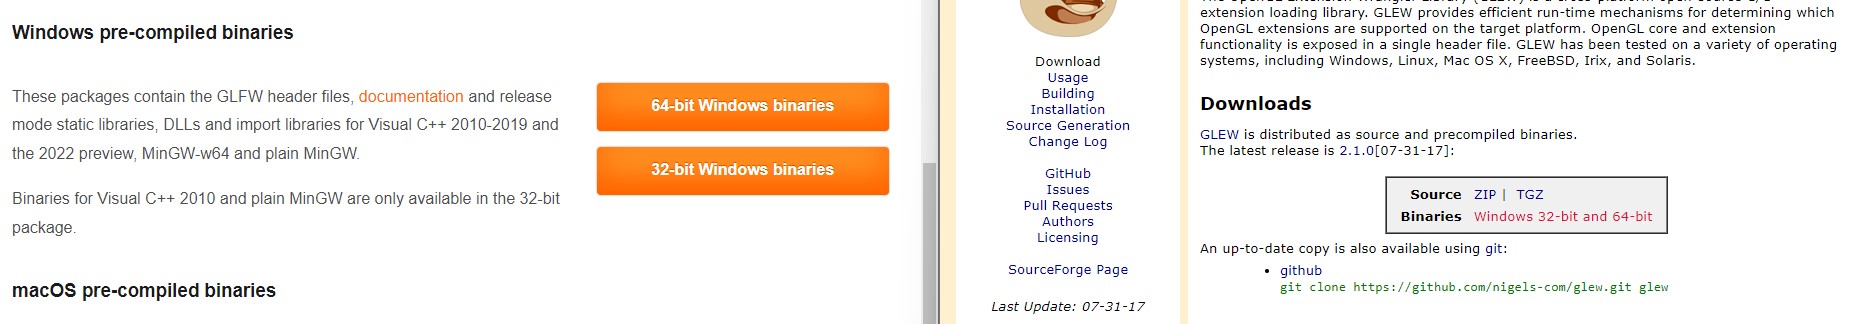 Windows pre-compiled binaries
These packages contain the GLFW header files, documentation and release
mode static libraries, DLLs and import libraries for Visual C++ 2010-2019 and
the 2022 preview, MinGW-w64 and plain MinGW.
Binaries for Visual C++ 2010 and plain MinGW are only available in the 32-bit
package.
64-bit Windows binaries
32-bit Windows binaries
macOS pre-compiled binaries
Download
Usage
Building
Installation
Source Generation
Change Log
GitHub
Issues
Pull Requests
Authors
Licensing
SourceForge Page
Last Update: 07-31-17
extension loading library. GLEW provides efficient run-time mechanisms for determining which
OpenGL extensions are supported on the target platform. OpenGL core and extension
functionality is exposed in a single header file. GLEW has been tested on a variety of operating
systems, including Windows, Linux, Mac OS X, FreeBSD, Irix, and Solaris.
Downloads
GLEW is distributed as source and precompiled binaries.
The latest release is 2.1.0[07-31-17]:
Source ZIP | TGZ
Binaries Windows 32-bit and 64-bit
An up-to-date copy is also available using git:
• github
git clone https://github.com/nigels-com/glew.git glew